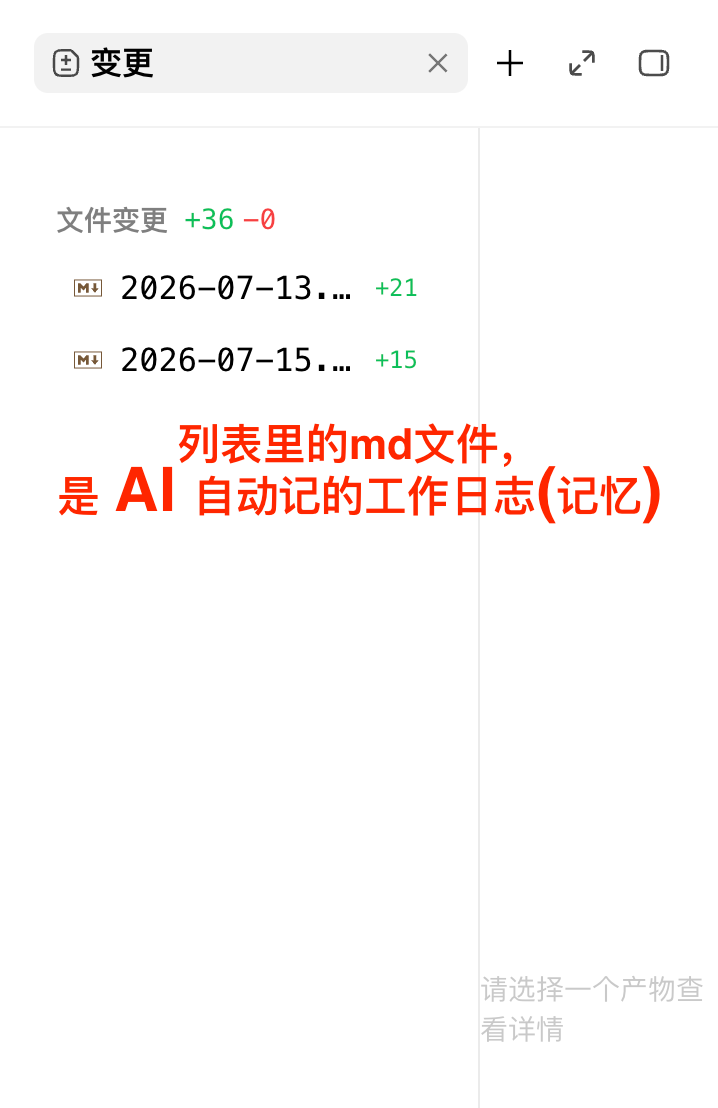 变更
文件变更 +36 -0
2026-07-13.… +21
2026-07-15.… +15
列表里的md文件，
是 AI 自动记的工作日志(记忆)
请选择一个产物查
看详情